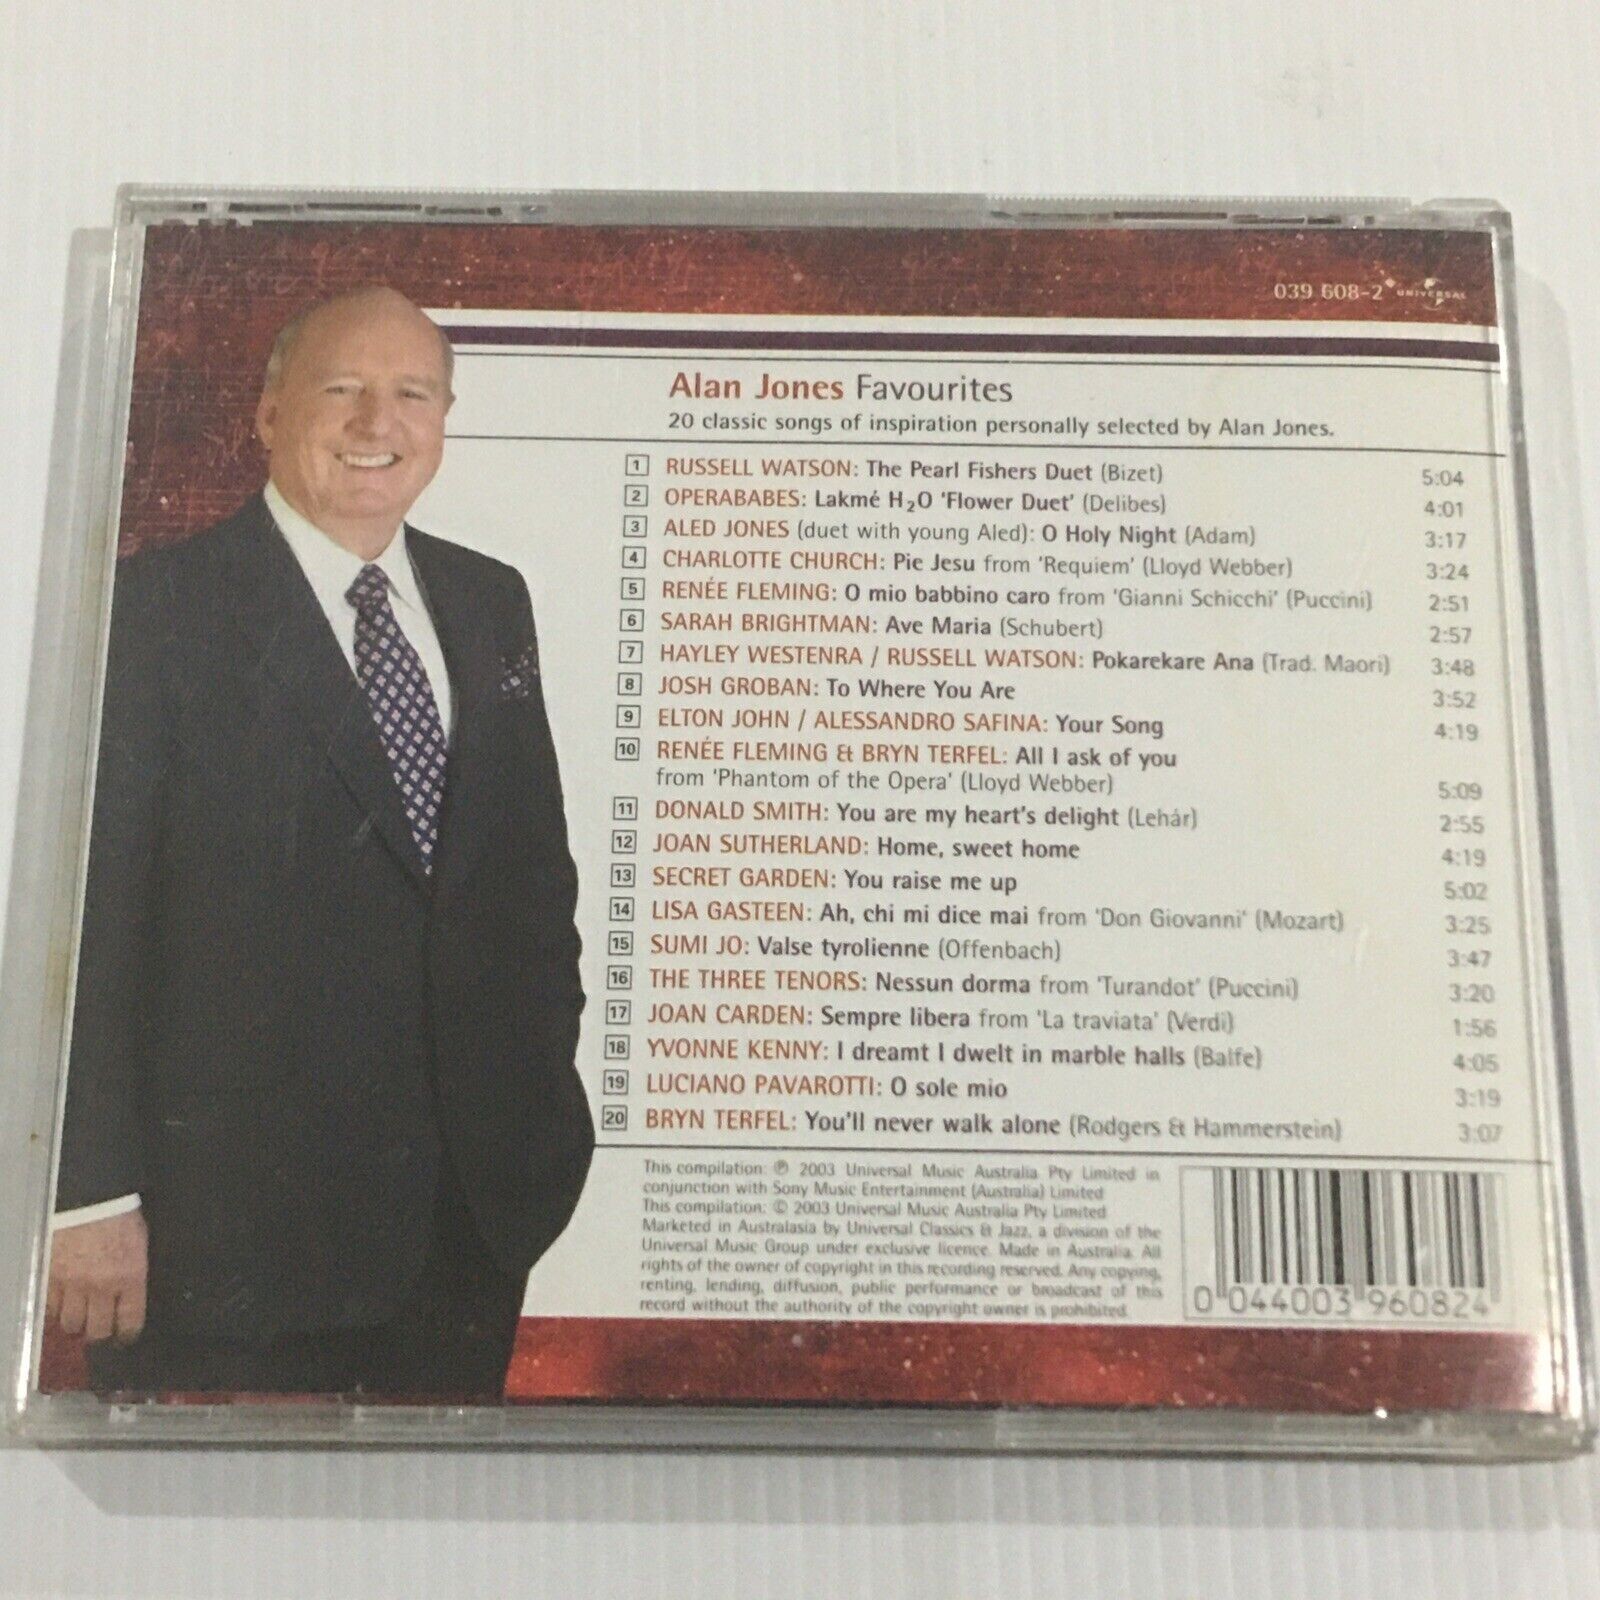 039 608-2 UNIVERSAL
Alan Jones Favourites
20 classic songs of inspiration personally selected by Alan Jones.
1 RUSSELL WATSON: The Pearl Fishers Duet (Bizet) 5:04
2 OPERABABES: Lakmé H₂O 'Flower Duet' (Delibes) 4:01
3 ALED JONES (duet with young Aled): O Holy Night (Adam) 3:17
4 CHARLOTTE CHURCH: Pie Jesu from 'Requiem' (Lloyd Webber) 3:24
5 RENÉE FLEMING: O mio babbino caro from 'Gianni Schicchi' (Puccini) 2:51
6 SARAH BRIGHTMAN: Ave Maria (Schubert) 2:57
7 HAYLEY WESTENRA / RUSSELL WATSON: Pokarekare Ana (Trad. Maori) 3:48
8 JOSH GROBAN: To Where You Are 3:52
9 ELTON JOHN / ALESSANDRO SAFINA: Your Song 4:19
10 RENÉE FLEMING & BRYN TERFEL: All I ask of you
from 'Phantom of the Opera' (Lloyd Webber) 5:09
11 DONALD SMITH: You are my heart's delight (Lehár) 2:55
12 JOAN SUTHERLAND: Home, sweet home 4:19
13 SECRET GARDEN: You raise me up 5:02
14 LISA GASTEEN: Ah, chi mi dice mai from 'Don Giovanni' (Mozart) 3:25
15 SUMI JO: Valse tyrolienne (Offenbach) 3:47
16 THE THREE TENORS: Nessun dorma from 'Turandot' (Puccini) 3:20
17 JOAN CARDEN: Sempre libera from 'La traviata' (Verdi) 1:56
18 YVONNE KENNY: I dreamt I dwelt in marble halls (Balfe) 4:05
19 LUCIANO PAVAROTTI: O sole mio 3:19
20 BRYN TERFEL: You'll never walk alone (Rodgers & Hammerstein) 3:07
This compilation: ℗ 2003 Universal Music Australia Pty Limited in
conjunction with Sony Music Entertainment (Australia) Limited
This compilation: © 2003 Universal Music Australia Pty Limited
Marketed in Australasia by Universal Classics & Jazz, a division of the
Universal Music Group under exclusive licence. Made in Australia. All
rights of the owner of copyright in this recording reserved. Any copying,
renting, lending, diffusion, public performance or broadcast of this
record without the authority of the copyright owner is prohibited.
0 044003 960824